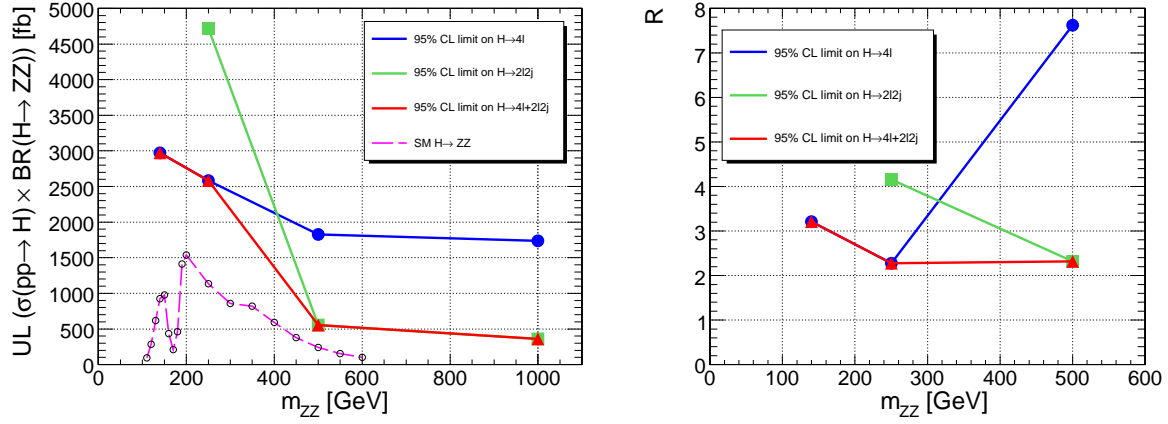 UL (σ(pp→ H) × BR(H→ ZZ)) [fb]
5000
4500
4000
3500
3000
2500
2000
1500
1000
500
0
95% CL limit on H→4l
95% CL limit on H→2l2j
95% CL limit on H→4l+2l2j
SM H→ ZZ
0 200 400 600 800 1000
m_ZZ [GeV]
R
8
7
6
5
4
3
2
1
0
95% CL limit on H→4l
95% CL limit on H→2l2j
95% CL limit on H→4l+2l2j
0 100 200 300 400 500 600
m_ZZ [GeV]